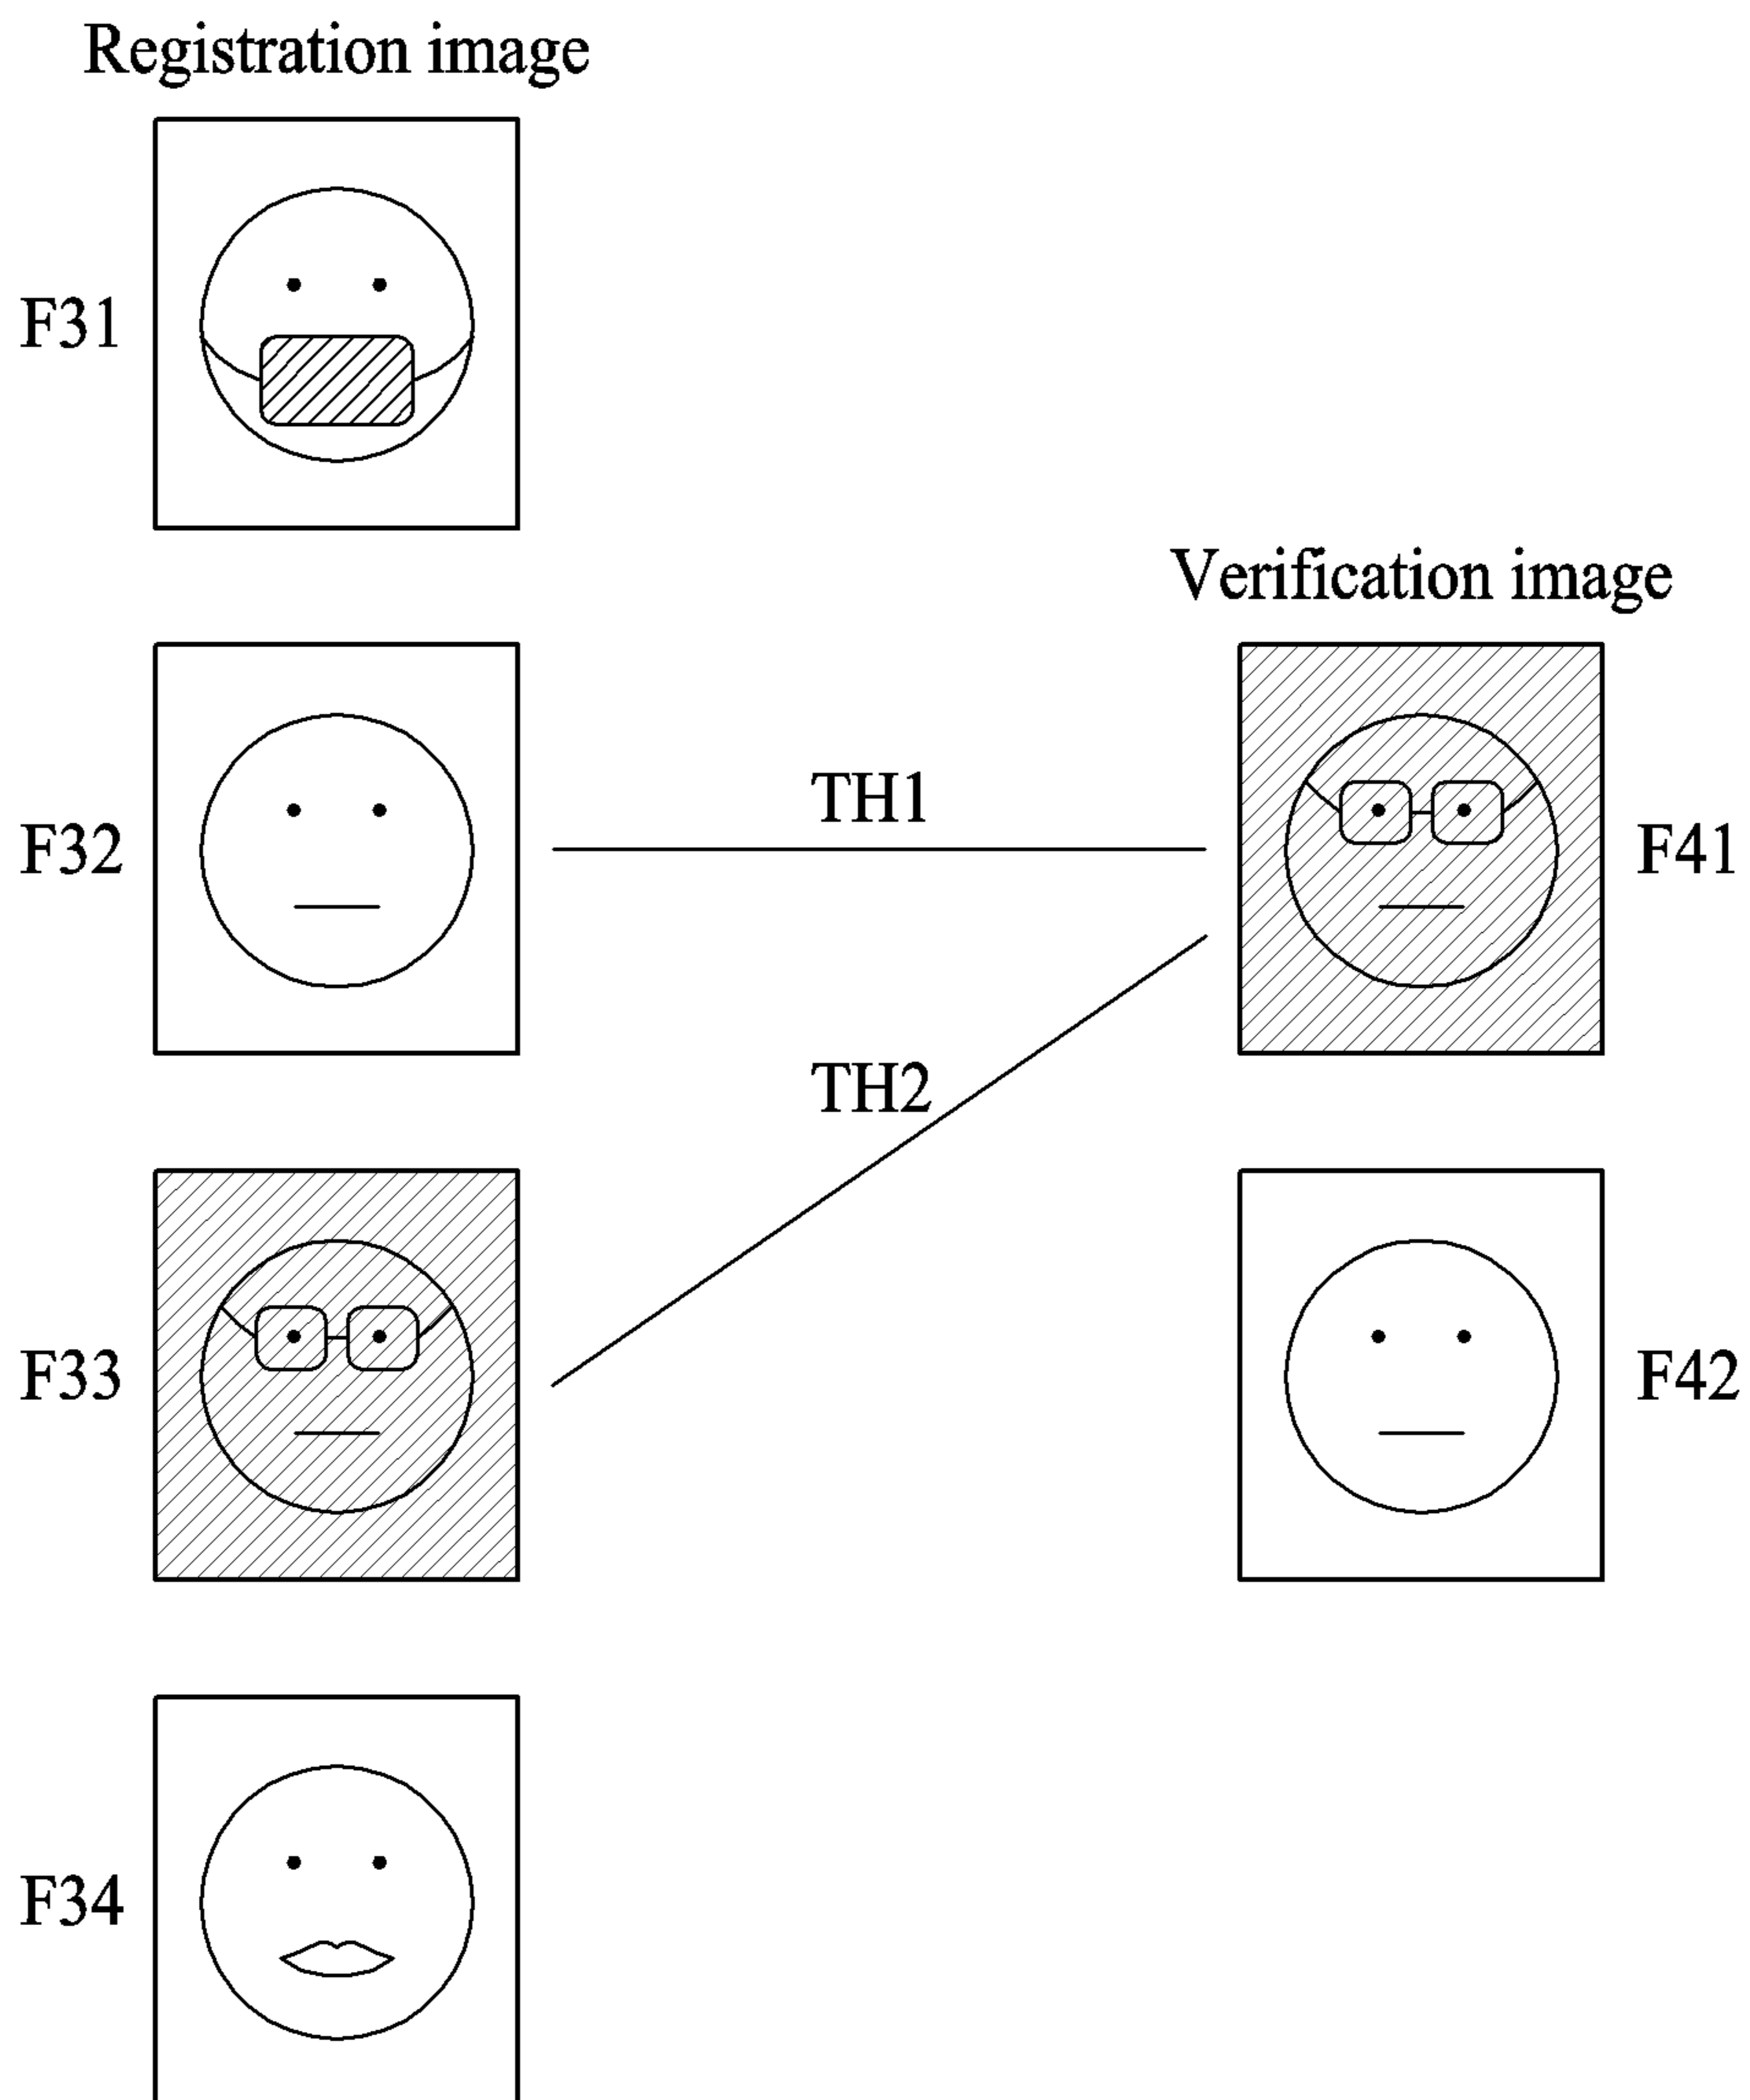 Registration image
F31
Verification image
F32
TH1
F41
TH2
F33
F42
F34